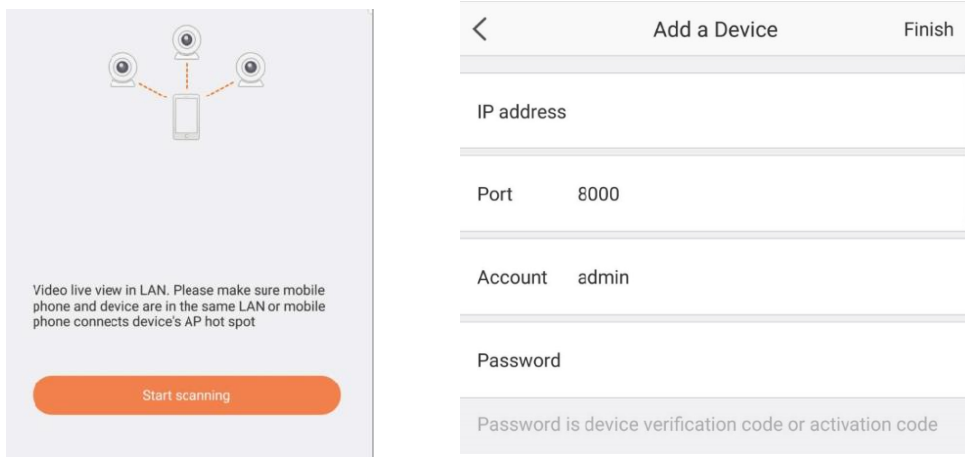 Video live view in LAN. Please make sure mobile
phone and device are in the same LAN or mobile
phone connects device's AP hot spot
Start scanning
Add a Device Finish
IP address
Port 8000
Account admin
Password
Password is device verification code or activation code